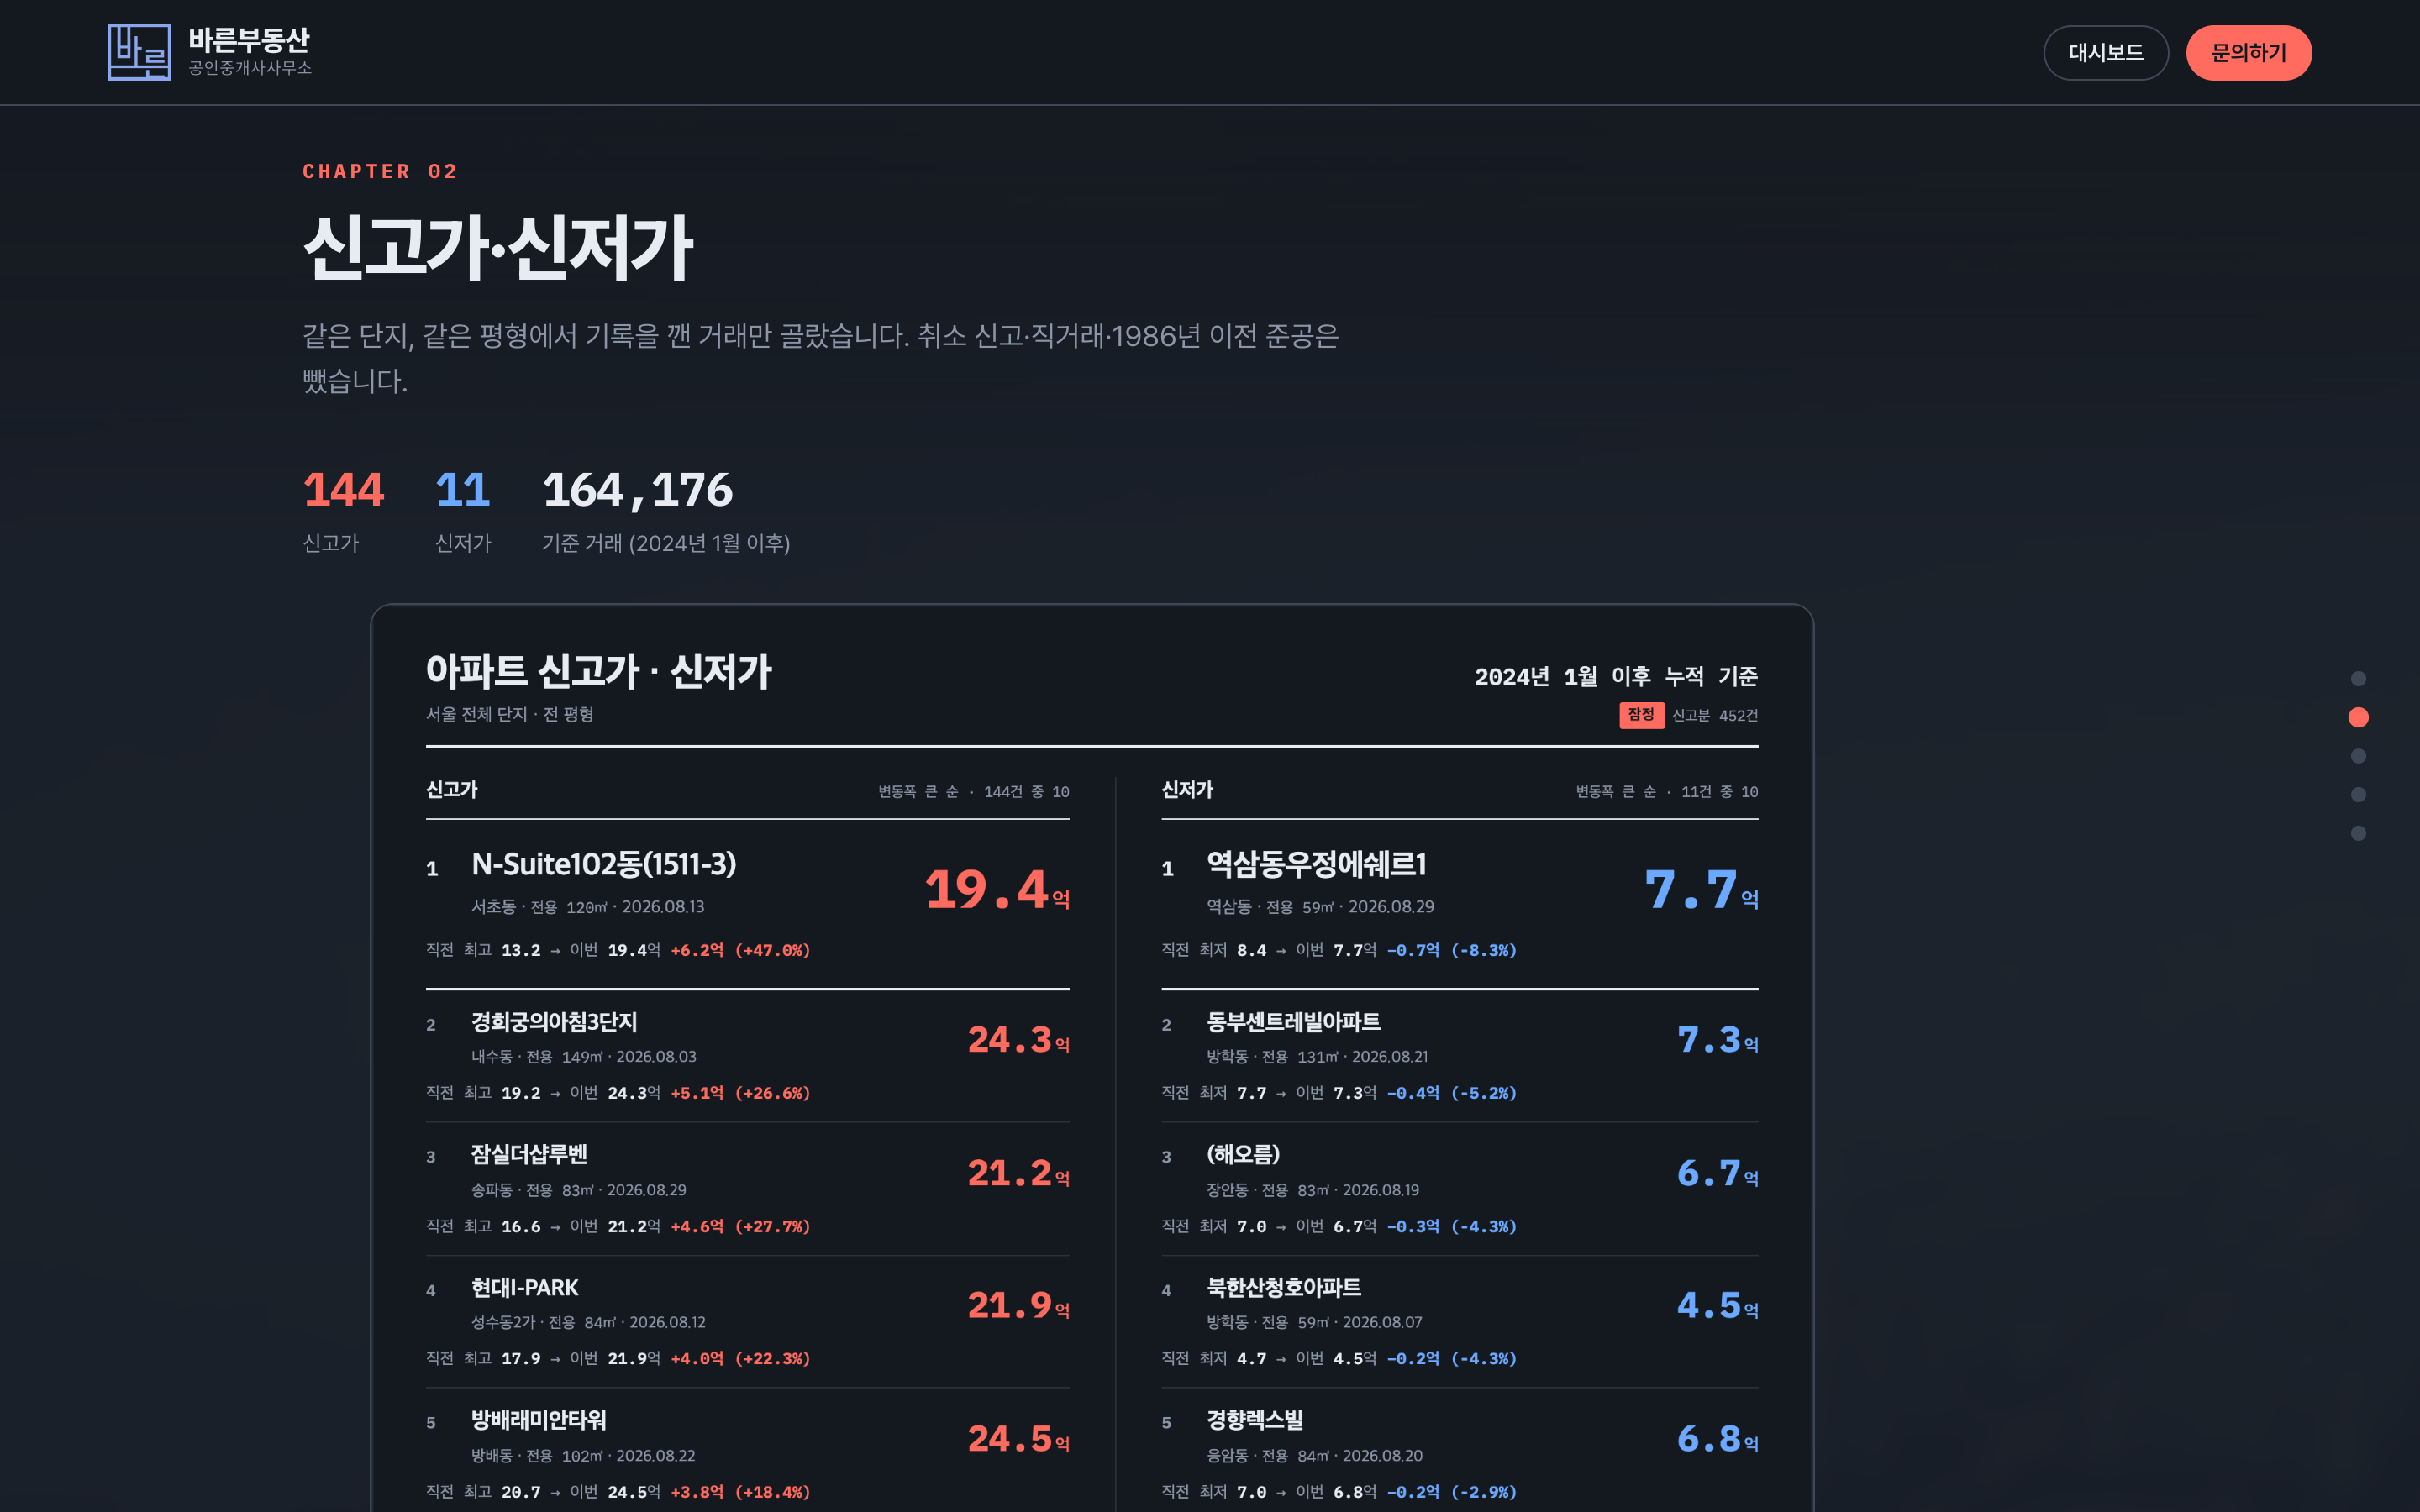 바른
바른부동산
공인중개사사무소
대시보드
문의하기
CHAPTER 02
신고가·신저가
같은 단지, 같은 평형에서 기록을 깬 거래만 골랐습니다. 취소 신고·직거래·1986년 이전 준공은
뺐습니다.
144 11 164,176
신고가 신저가 기준 거래 (2024년 1월 이후)
아파트 신고가 · 신저가
서울 전체 단지 · 전 평형
2024년 1월 이후 누적 기준
잠정 신고분 452건
신고가 변동폭 큰 순 · 144건 중 10
1 N-Suite102동(1511-3) 19.4억
서초동 · 전용 120㎡ · 2026.08.13
직전 최고 13.2 → 이번 19.4억 +6.2억 (+47.0%)
2 경희궁의아침3단지 24.3억
내수동 · 전용 149㎡ · 2026.08.03
직전 최고 19.2 → 이번 24.3억 +5.1억 (+26.6%)
3 잠실더샵루벤 21.2억
송파동 · 전용 83㎡ · 2026.08.29
직전 최고 16.6 → 이번 21.2억 +4.6억 (+27.7%)
4 현대I-PARK 21.9억
성수동2가 · 전용 84㎡ · 2026.08.12
직전 최고 17.9 → 이번 21.9억 +4.0억 (+22.3%)
5 방배래미안타워 24.5억
방배동 · 전용 102㎡ · 2026.08.22
직전 최고 20.7 → 이번 24.5억 +3.8억 (+18.4%)
신저가 변동폭 큰 순 · 11건 중 10
1 역삼동우정에쉐르1 7.7억
역삼동 · 전용 59㎡ · 2026.08.29
직전 최저 8.4 → 이번 7.7억 −0.7억 (-8.3%)
2 동부센트레빌아파트 7.3억
방학동 · 전용 131㎡ · 2026.08.21
직전 최저 7.7 → 이번 7.3억 −0.4억 (-5.2%)
3 (해오름) 6.7억
장안동 · 전용 83㎡ · 2026.08.19
직전 최저 7.0 → 이번 6.7억 −0.3억 (-4.3%)
4 북한산청호아파트 4.5억
방학동 · 전용 59㎡ · 2026.08.07
직전 최저 4.7 → 이번 4.5억 −0.2억 (-4.3%)
5 경향렉스빌 6.8억
응암동 · 전용 84㎡ · 2026.08.20
직전 최저 7.0 → 이번 6.8억 −0.2억 (-2.9%)